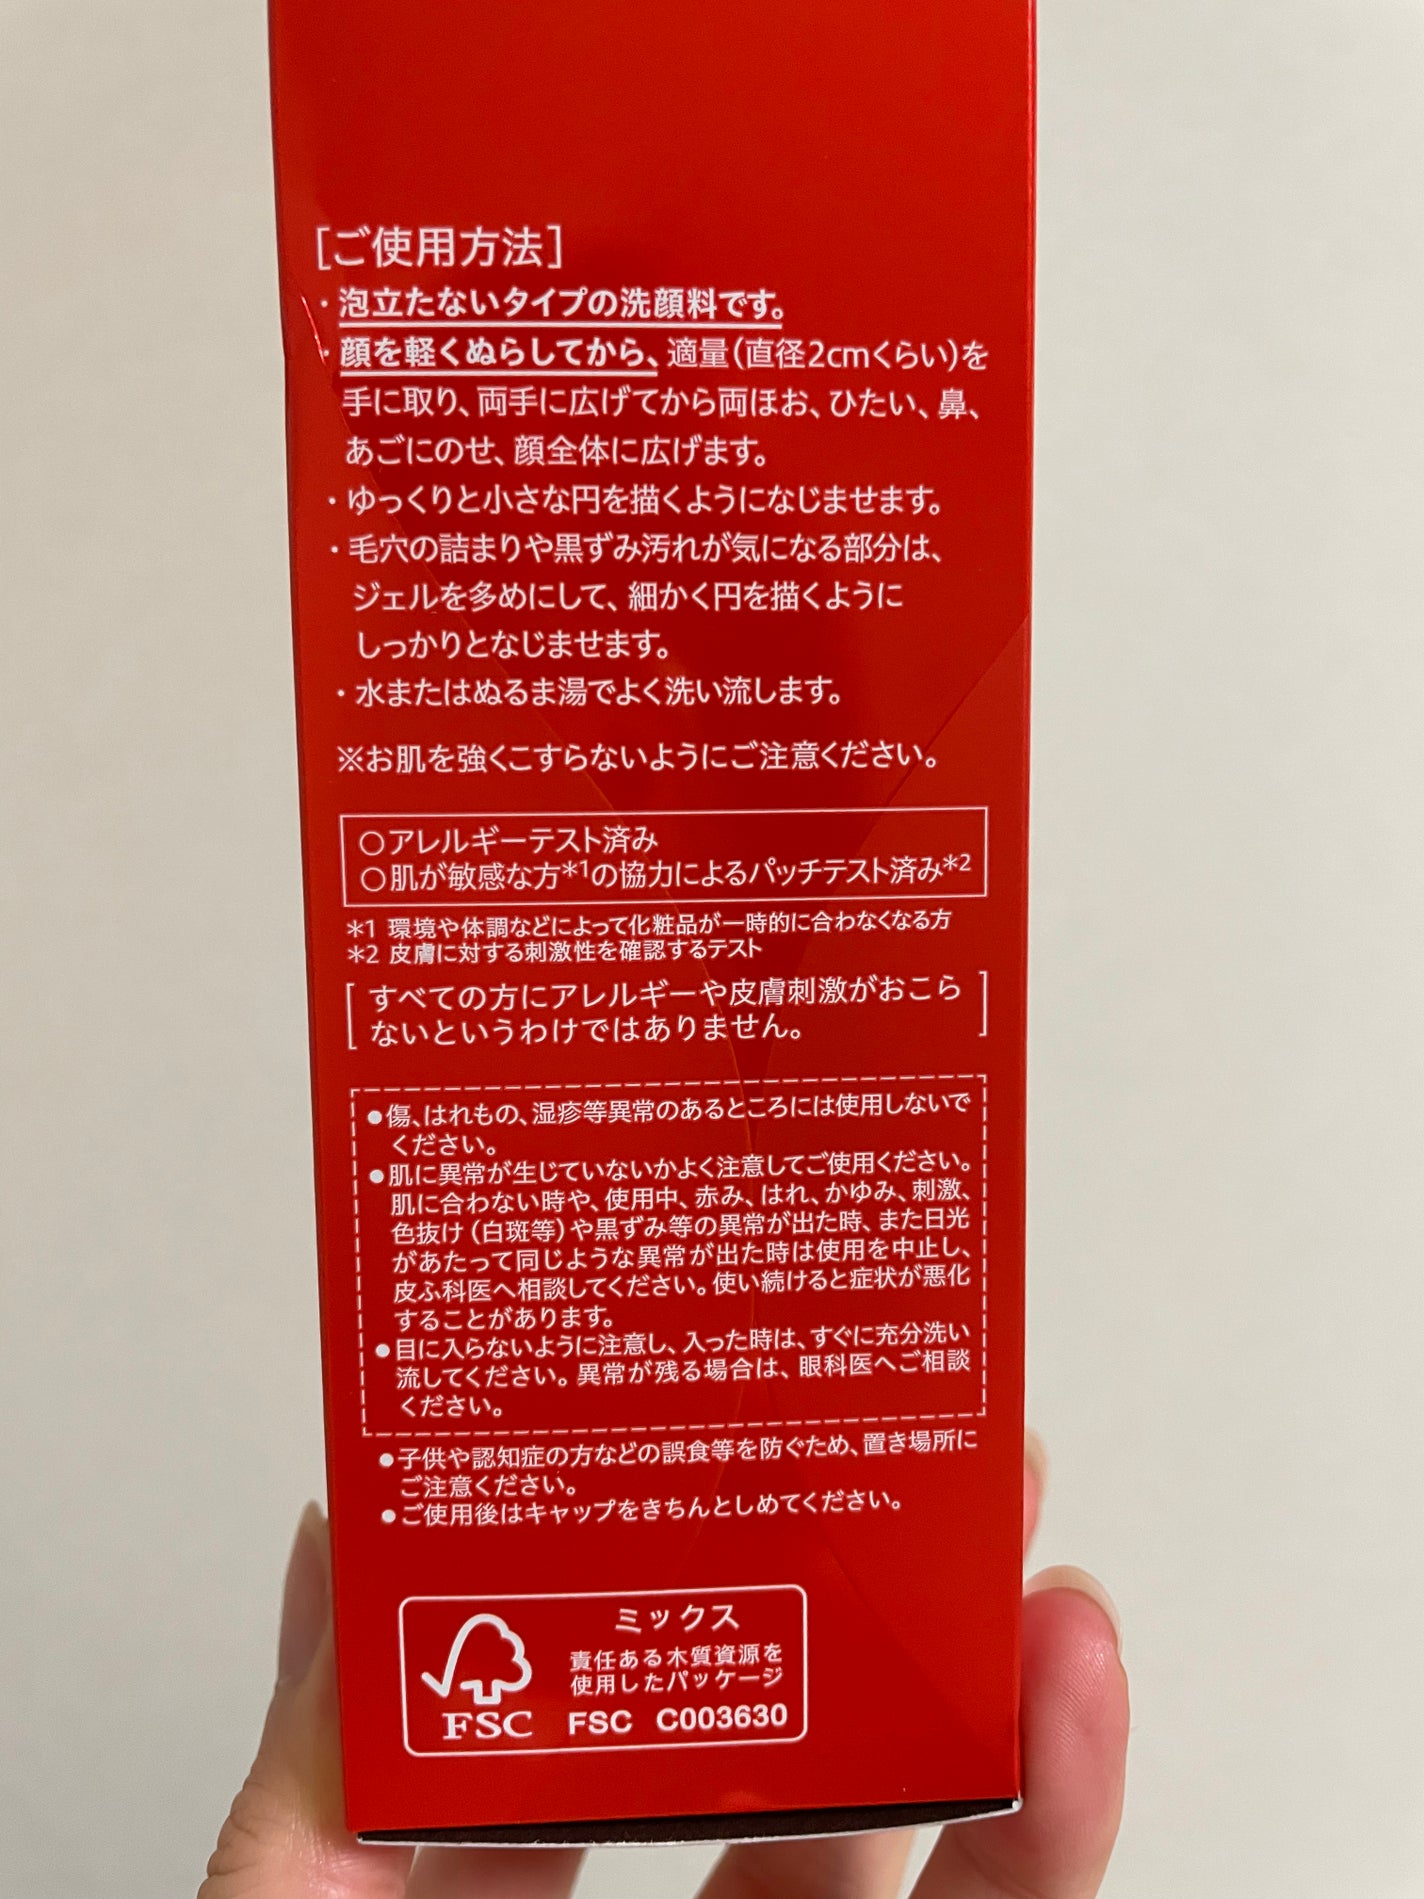 [ご使用方法]
・泡立たないタイプの洗顔料です。
・顔を軽くぬらしてから、適量(直径2cmくらい)を
手に取り、両手に広げてから両ほお、ひたい、鼻、
あごにのせ、顔全体に広げます。
・ゆっくりと小さな円を描くようになじませます。
・毛穴の詰まりや黒ずみ汚れが気になる部分は、
ジェルを多めにして、細かく円を描くように
しっかりとなじませます。
・水またはぬるま湯でよく洗い流します。
※お肌を強くこすらないようにご注意ください。
○アレルギーテスト済み
○肌が敏感な方*1の協力によるパッチテスト済み*2
*1 環境や体調などによって化粧品が一時的に合わなくなる方
*2 皮膚に対する刺激性を確認するテスト
[すべての方にアレルギーや皮膚刺激がおこら
ないというわけではありません。]
●傷、はれもの、湿疹等異常のあるところには使用しないで
ください。
●肌に異常が生じていないかよく注意してご使用ください。
肌に合わない時や、使用中、赤み、はれ、かゆみ、刺激、
色抜け(白斑等)や黒ずみ等の異常が出た時、また日光
があたって同じような異常が出た時は使用を中止し、
皮ふ科医へ相談してください。使い続けると症状が悪化
することがあります。
●目に入らないように注意し、入った時は、すぐに充分洗い
流してください。異常が残る場合は、眼科医へご相談
ください。
●子供や認知症の方などの誤食等を防ぐため、置き場所に
ご注意ください。
●ご使用後はキャップをきちんとしめてください。
ミックス
責任ある木質資源を
使用したパッケージ
FSC
FSC C003630